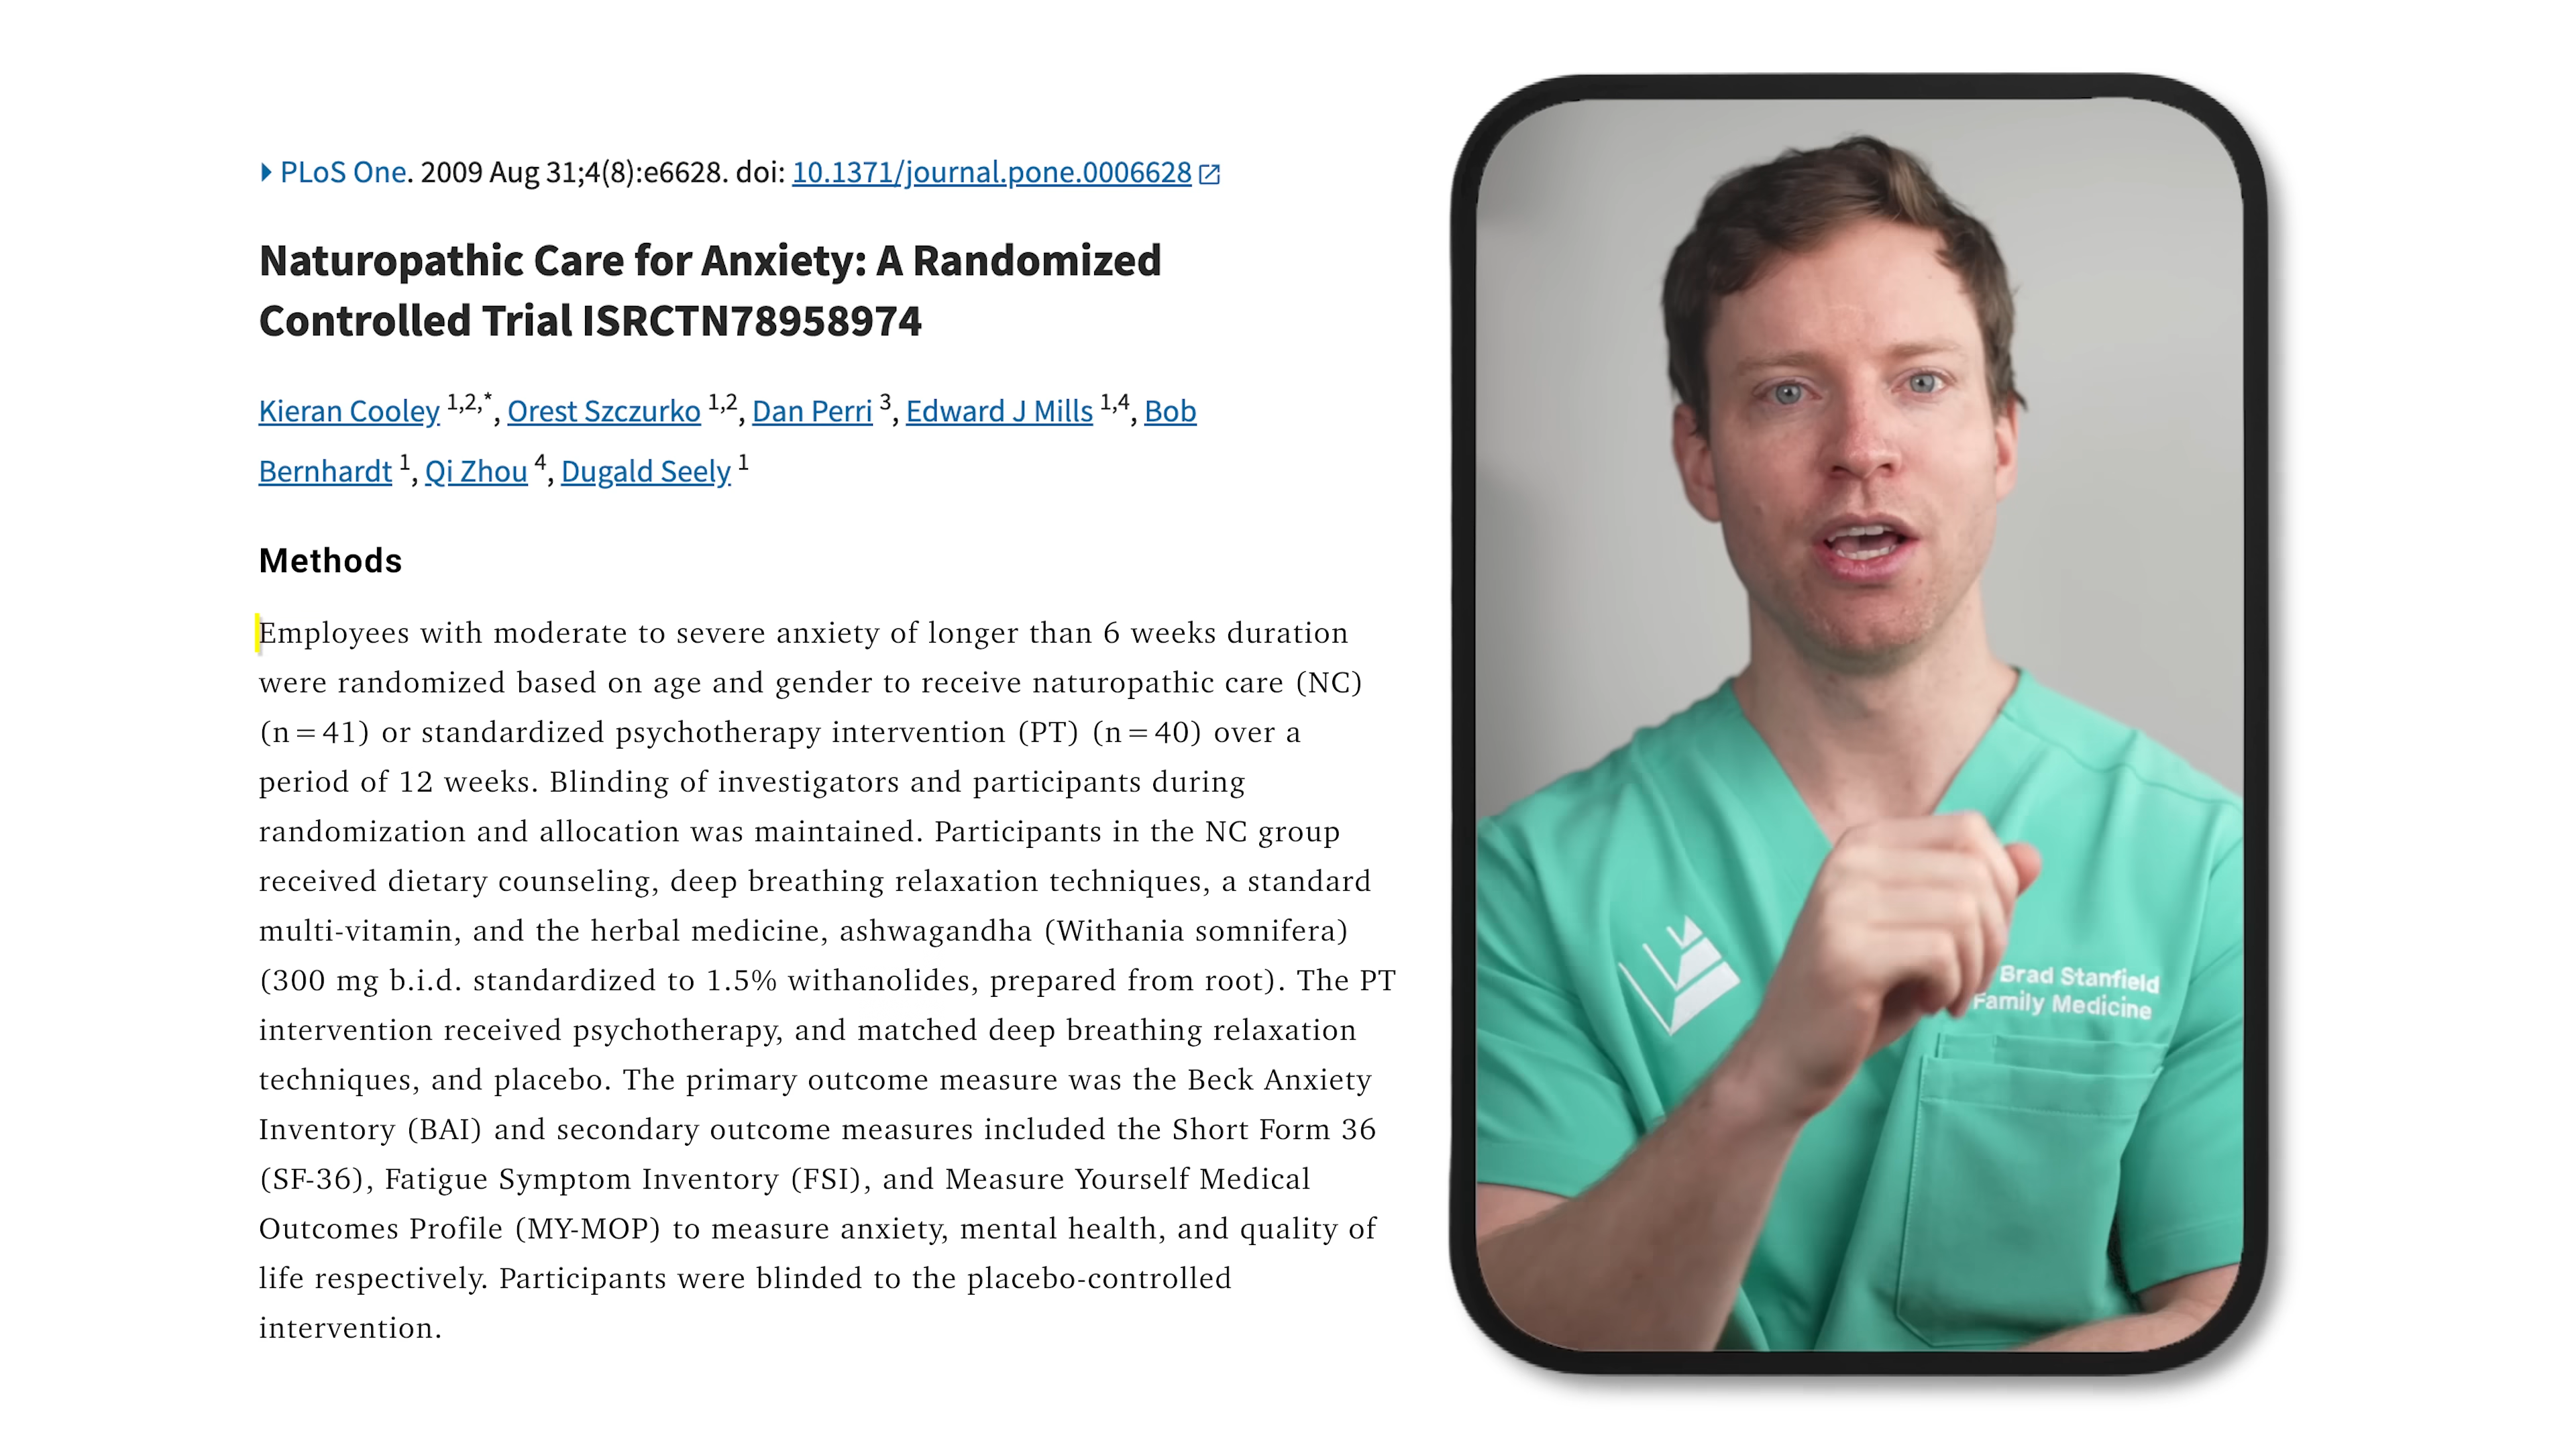 PLoS One. 2009 Aug 31;4(8):e6628. doi: 10.1371/journal.pone.0006628
Naturopathic Care for Anxiety: A Randomized
Controlled Trial ISRCTN78958974
Kieran Cooley 1,2,*, Orest Szczurko 1,2, Dan Perri 3, Edward J Mills 1,4, Bob
Bernhardt 1, Qi Zhou 4, Dugald Seely 1
Methods
Employees with moderate to severe anxiety of longer than 6 weeks duration
were randomized based on age and gender to receive naturopathic care (NC)
(n = 41) or standardized psychotherapy intervention (PT) (n = 40) over a
period of 12 weeks. Blinding of investigators and participants during
randomization and allocation was maintained. Participants in the NC group
received dietary counseling, deep breathing relaxation techniques, a standard
multi-vitamin, and the herbal medicine, ashwagandha (Withania somnifera)
(300 mg b.i.d. standardized to 1.5% withanolides, prepared from root). The PT
intervention received psychotherapy, and matched deep breathing relaxation
techniques, and placebo. The primary outcome measure was the Beck Anxiety
Inventory (BAI) and secondary outcome measures included the Short Form 36
(SF-36), Fatigue Symptom Inventory (FSI), and Measure Yourself Medical
Outcomes Profile (MY-MOP) to measure anxiety, mental health, and quality of
life respectively. Participants were blinded to the placebo-controlled
intervention.
Brad Stanfield
Family Medicine